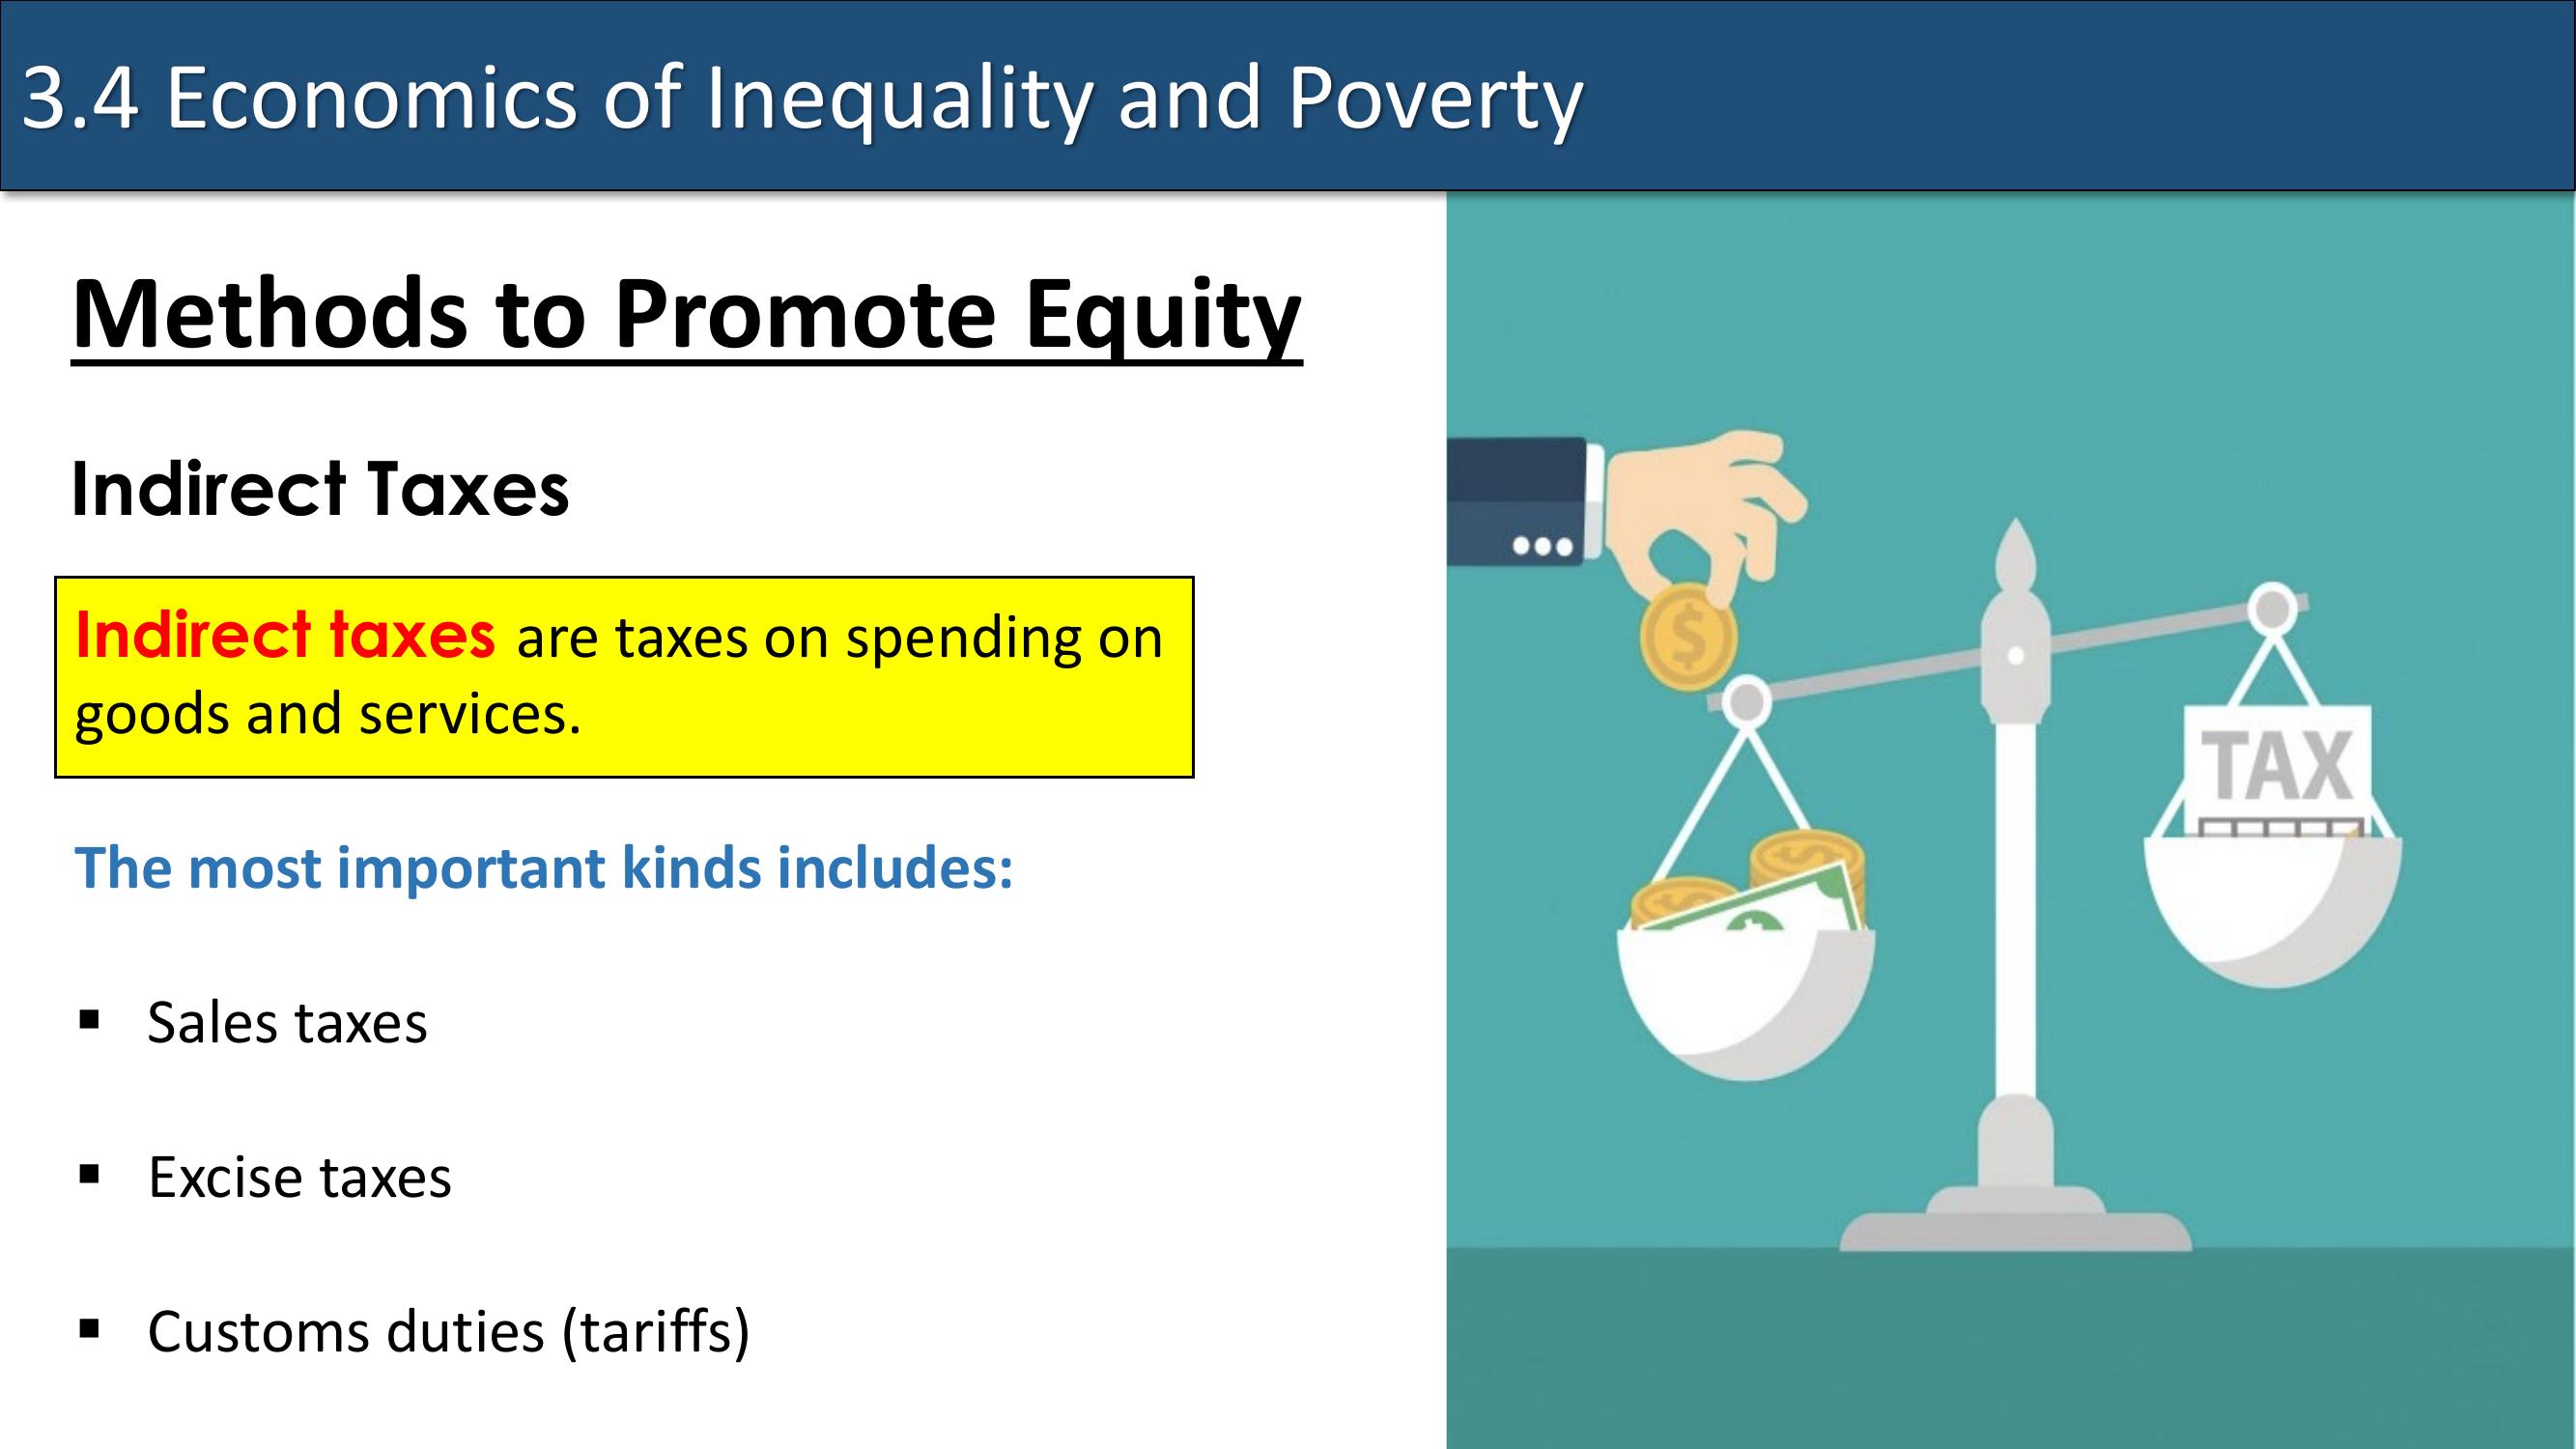 3.4 Economics of Inequality and Poverty
Methods to Promote Equity
Indirect Taxes
Indirect taxes are taxes on spending on
goods and services.
The most important kinds includes:
▪ Sales taxes
▪ Excise taxes
▪ Customs duties (tariffs)
$
TAX